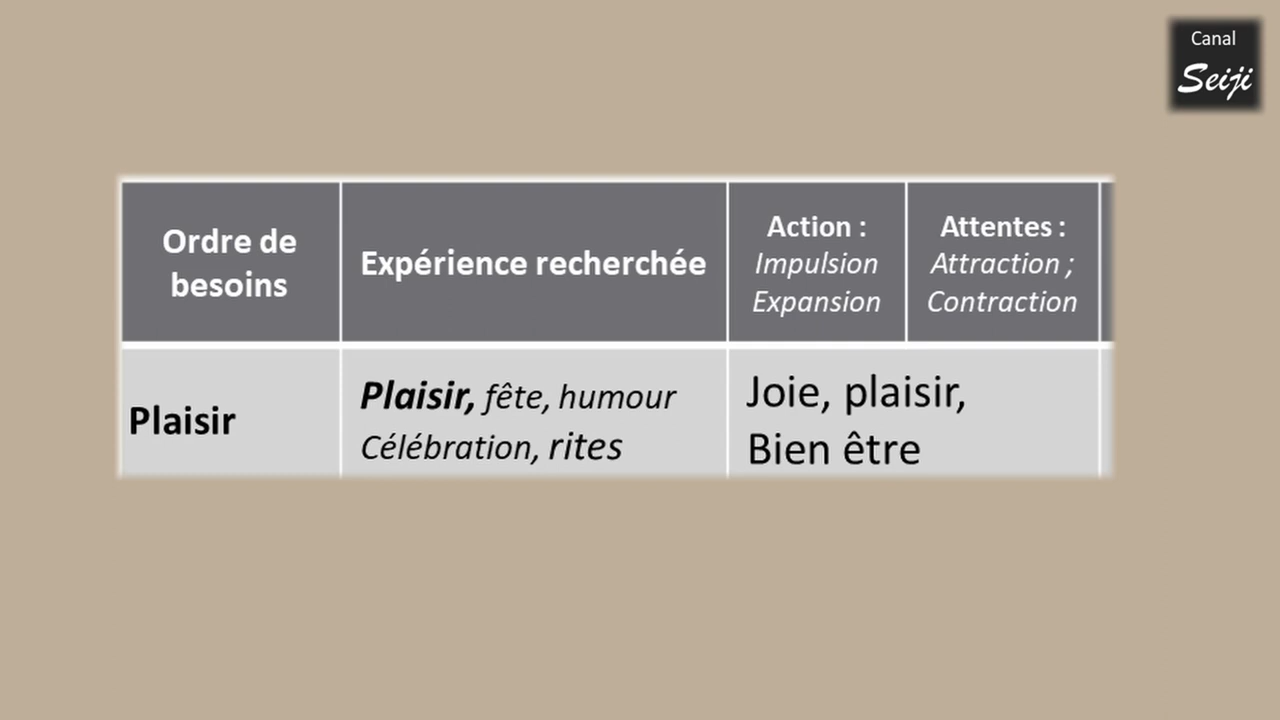 Canal
Seiji
Ordre de
besoins
Expérience recherchée
Action :
Impulsion
Expansion
Attentes :
Attraction ;
Contraction
Plaisir
Plaisir, fête, humour
Célébration, rites
Joie, plaisir,
Bien être